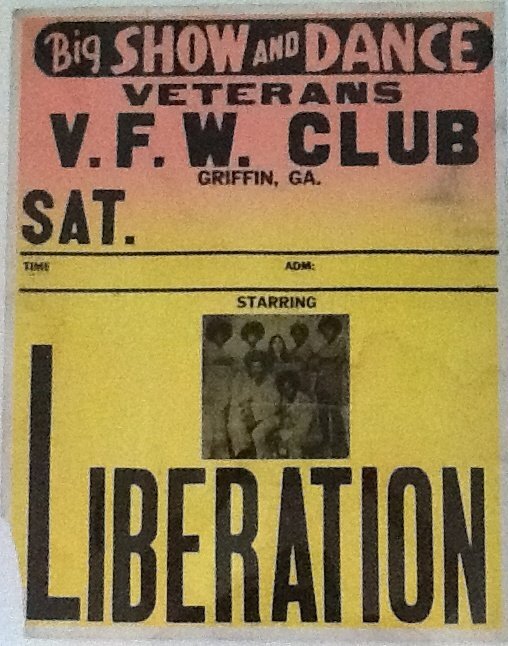 Big SHOW AND DANCE
VETERANS
V.F.W. CLUB
GRIFFIN, GA.
SAT.
TIME ADM:
STARRING
LIBERATION